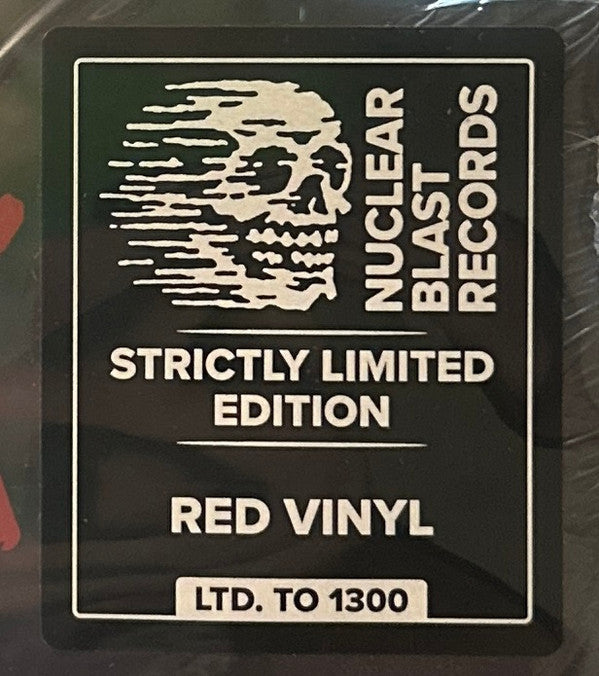 NUCLEAR
BLAST
RECORDS
STRICTLY LIMITED
EDITION
RED VINYL
LTD. TO 1300